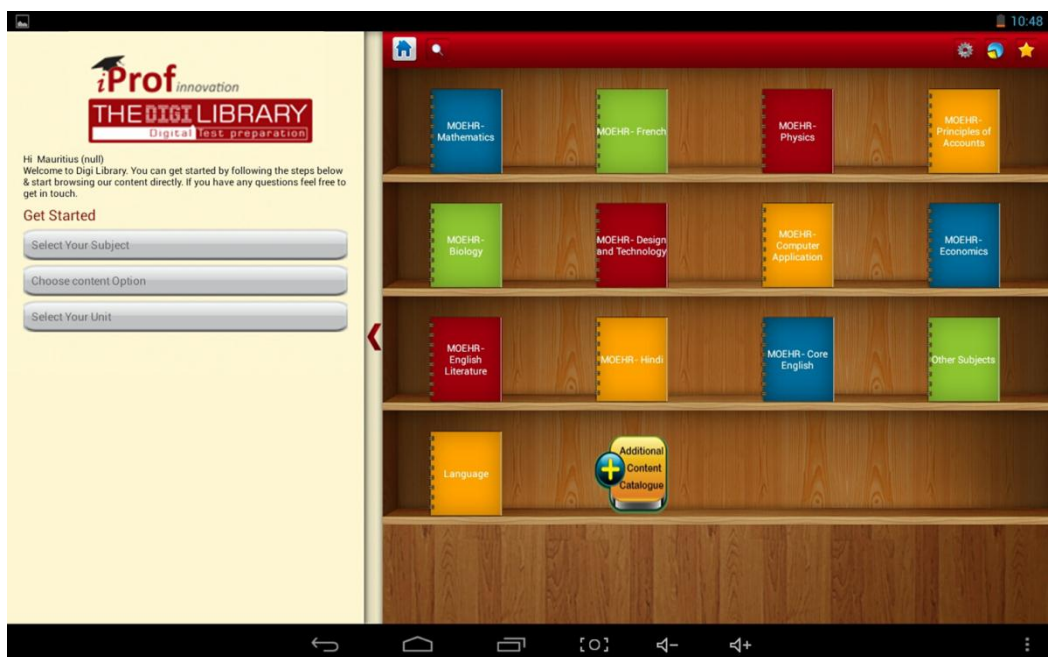 10:48
iProf innovation
THE DIGI LIBRARY
Digital Test preparation
Hi Mauritius (null)
Welcome to Digi Library. You can get started by following the steps below
& start browsing our content directly. If you have any questions feel free to
get in touch.
Get Started
Select Your Subject
Choose content Option
Select Your Unit
MOEHR-
Mathematics
MOEHR- French
MOEHR-
Physics
MOEHR-
Principles of
Accounts
MOEHR-
Biology
MOEHR- Design
and Technology
MOEHR-
Computer
Application
MOEHR-
Economics
MOEHR-
English
Literature
MOEHR- Hindi
MOEHR- Core
English
Other Subjects
Language
Additional
Content
Catalogue